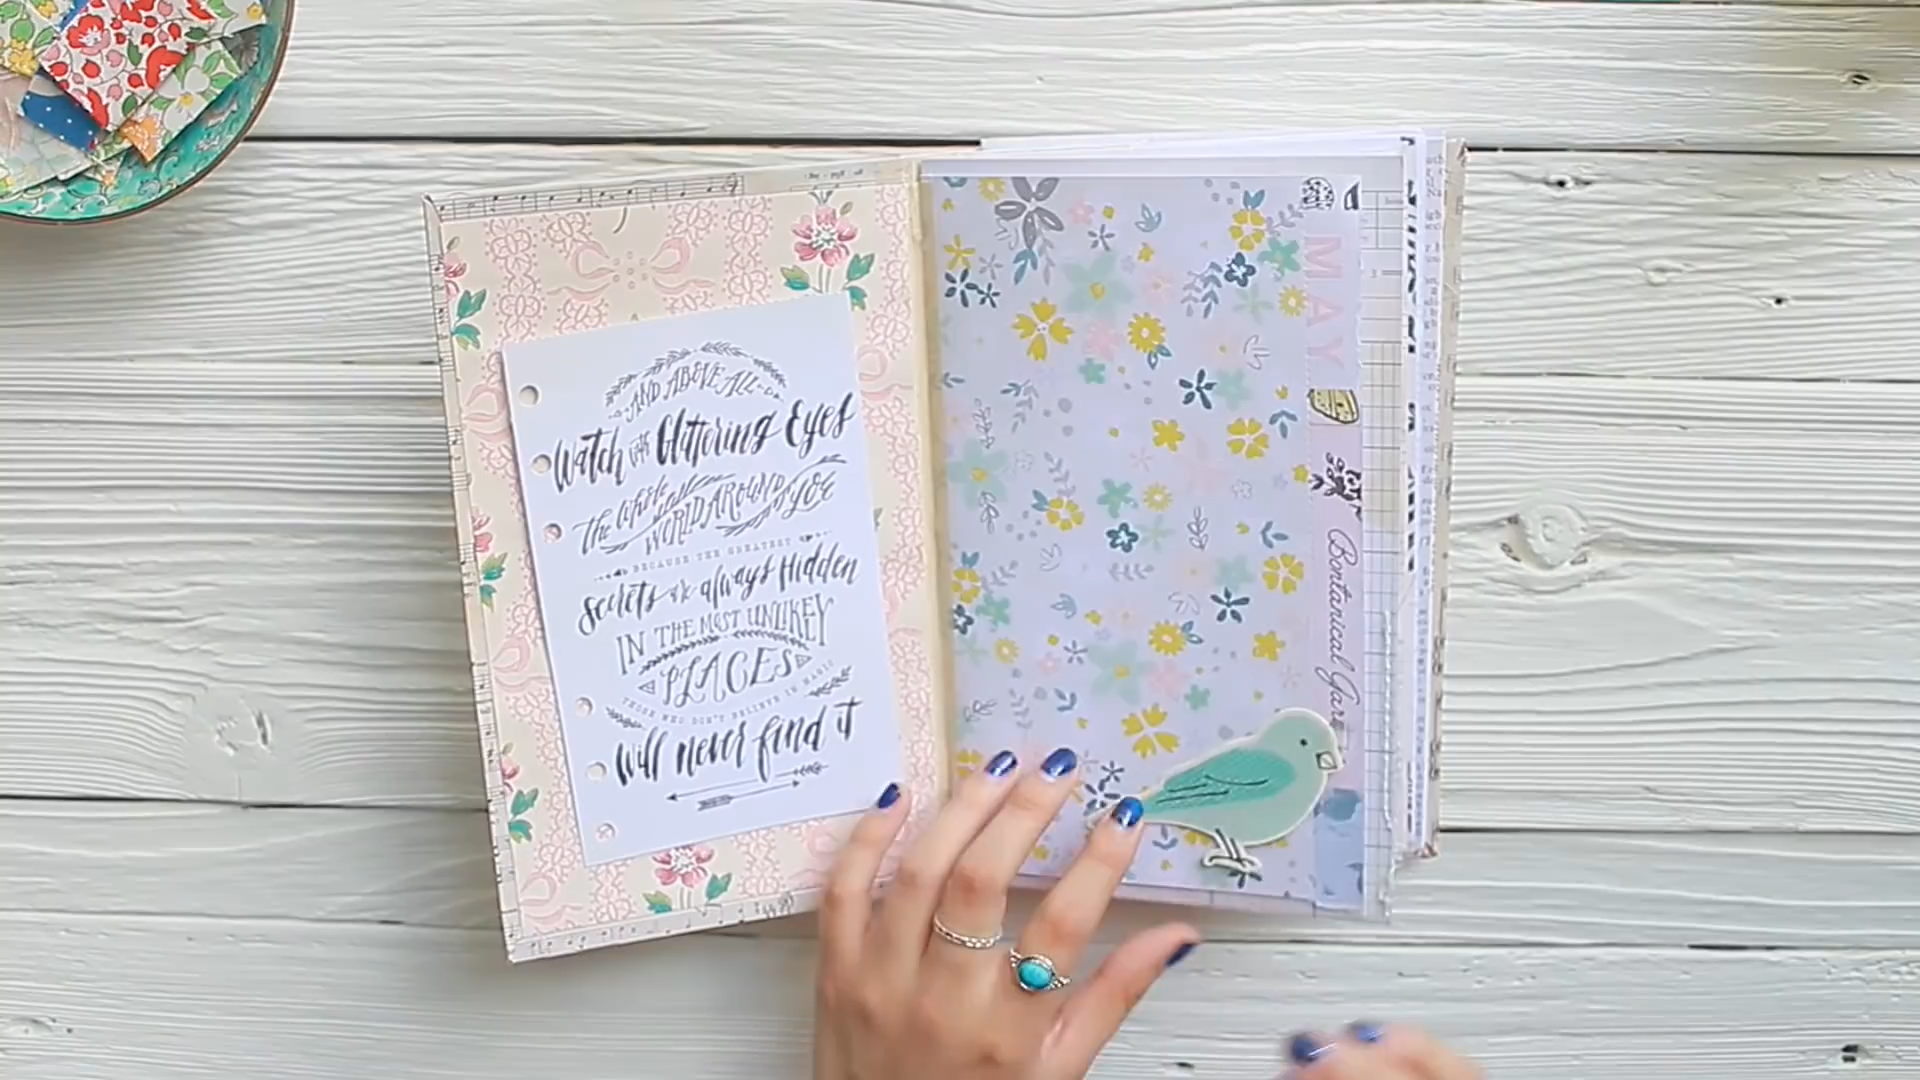 AND ABOVE ALL
Watch with Glittering Eyes
The Whole
WORLD AROUND YOU
BECAUSE THE GREATEST
secrets are always Hidden
IN THE MOST UNLIKELY
PLACES
THOSE WHO DON'T BELIEVE IN MAGIC
will never find it
MAY
Bontanical Gar